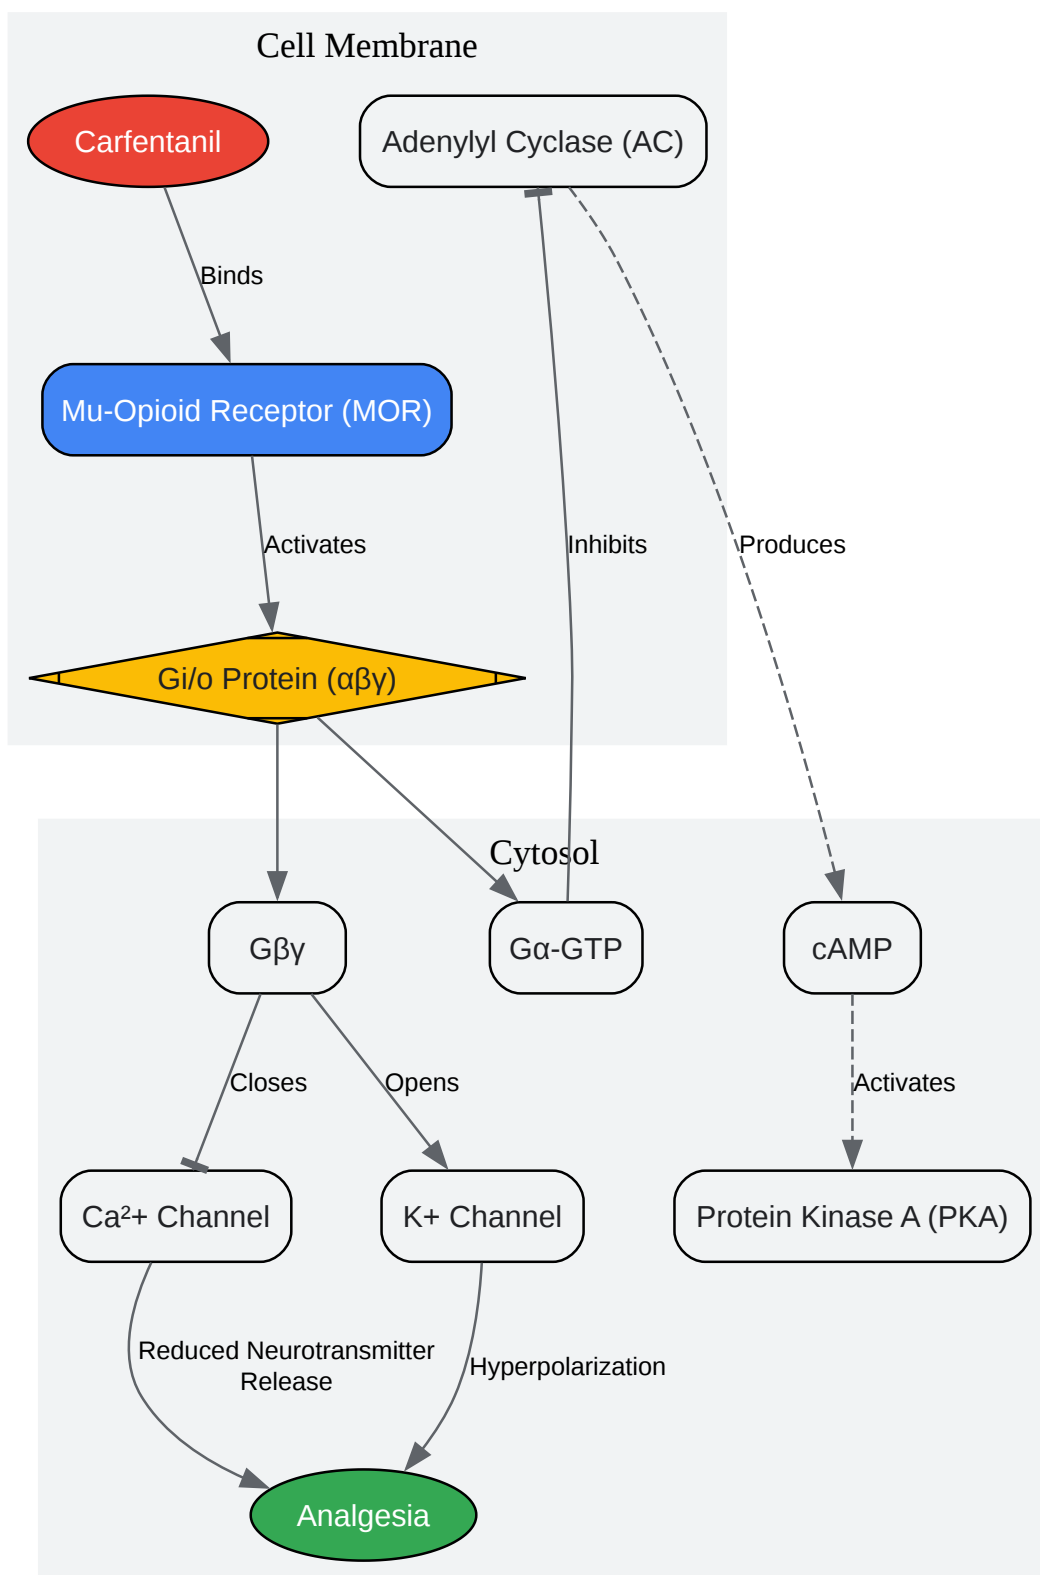 Cell Membrane
Carfentanil
Adenylyl Cyclase (AC)
Binds
Mu-Opioid Receptor (MOR)
Activates
Inhibits
Produces
Gi/o Protein (αβγ)
Cytosol
Gβγ
Gα-GTP
cAMP
Closes
Opens
Activates
Ca²+ Channel
K+ Channel
Protein Kinase A (PKA)
Reduced Neurotransmitter
Release
Hyperpolarization
Analgesia